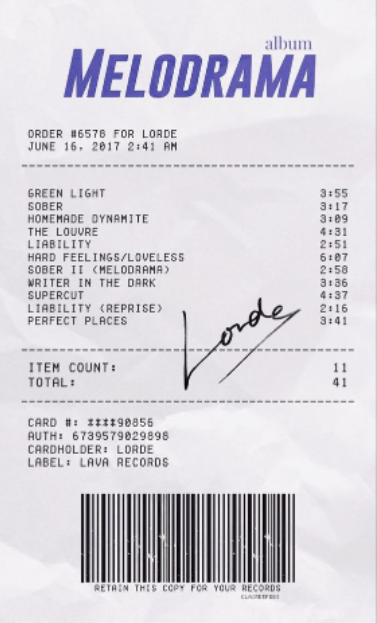 album
MELODRAMA
ORDER #6578 FOR LORDE
JUNE 16, 2017 2:41 AM
GREEN LIGHT 3:55
SOBER 3:17
HOMEMADE DYNAMITE 3:09
THE LOUVRE 4:31
LIABILITY 2:51
HARD FEELINGS/LOVELESS 6:07
SOBER II (MELODRAMA) 2:58
WRITER IN THE DARK 3:36
SUPERCUT 4:37
LIABILITY (REPRISE) 2:16
PERFECT PLACES 3:41
Lorde
ITEM COUNT: 11
TOTAL: 41
CARD #: ****90856
AUTH: 6739579029898
CARDHOLDER: LORDE
LABEL: LAVA RECORDS
RETAIN THIS COPY FOR YOUR RECORDS